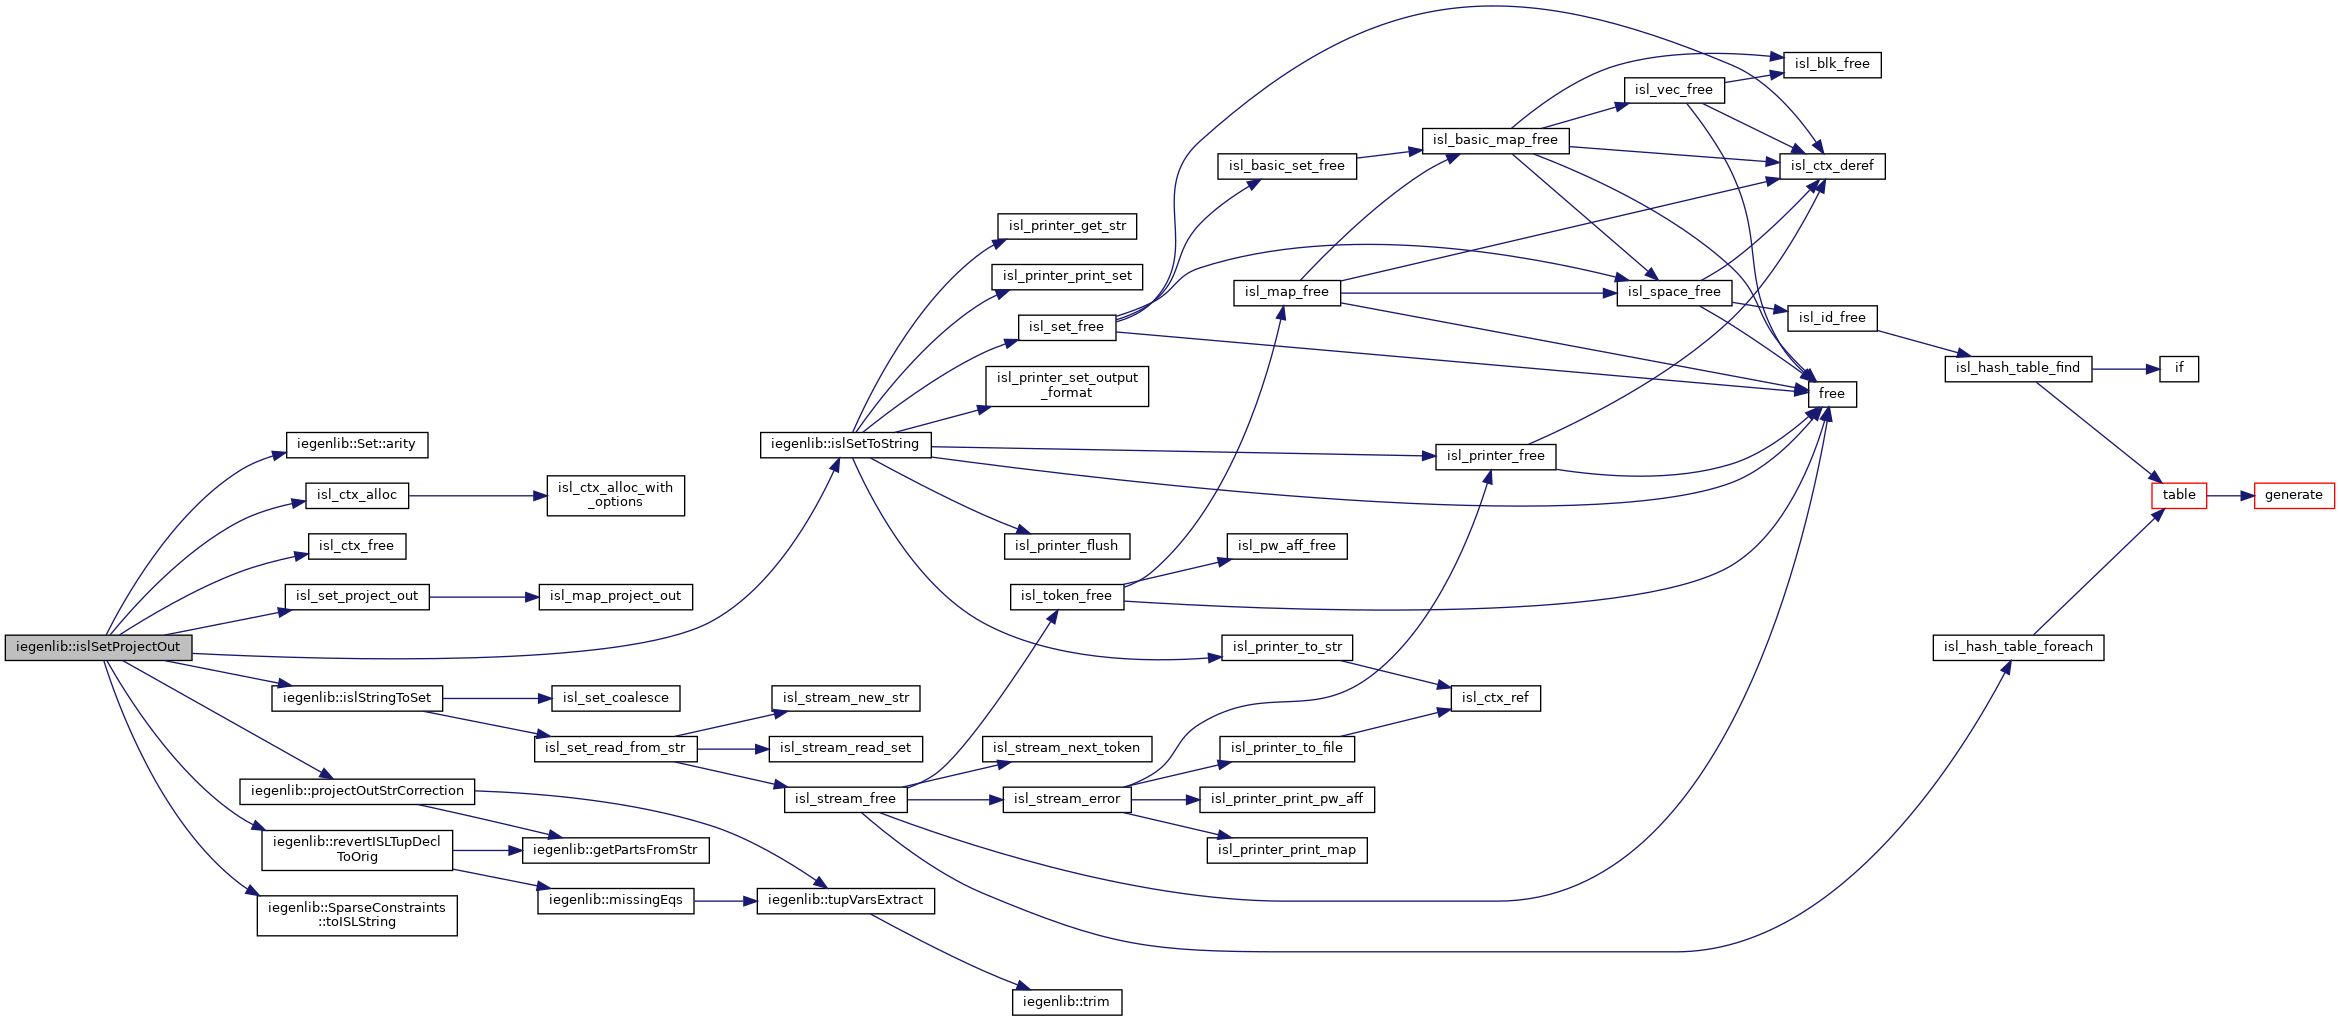 iegenlib::islSetProjectOut
iegenlib::Set::arity
isl_ctx_alloc
isl_ctx_alloc_with
_options
isl_ctx_free
isl_set_project_out
isl_map_project_out
iegenlib::islSetToString
isl_printer_get_str
isl_printer_print_set
isl_set_free
isl_printer_set_output
_format
isl_printer_flush
isl_basic_set_free
isl_map_free
isl_basic_map_free
isl_vec_free
isl_blk_free
isl_ctx_deref
isl_space_free
isl_id_free
isl_hash_table_find
if
free
isl_printer_free
table
generate
isl_pw_aff_free
isl_token_free
isl_printer_to_str
isl_hash_table_foreach
isl_ctx_ref
iegenlib::islStringToSet
isl_set_coalesce
isl_set_read_from_str
isl_stream_new_str
isl_stream_read_set
isl_stream_free
isl_stream_next_token
isl_stream_error
isl_printer_to_file
isl_printer_print_pw_aff
isl_printer_print_map
iegenlib::projectOutStrCorrection
iegenlib::revertISLTupDecl
ToOrig
iegenlib::getPartsFromStr
iegenlib::missingEqs
iegenlib::tupVarsExtract
iegenlib::SparseConstraints
::toISLString
iegenlib::trim